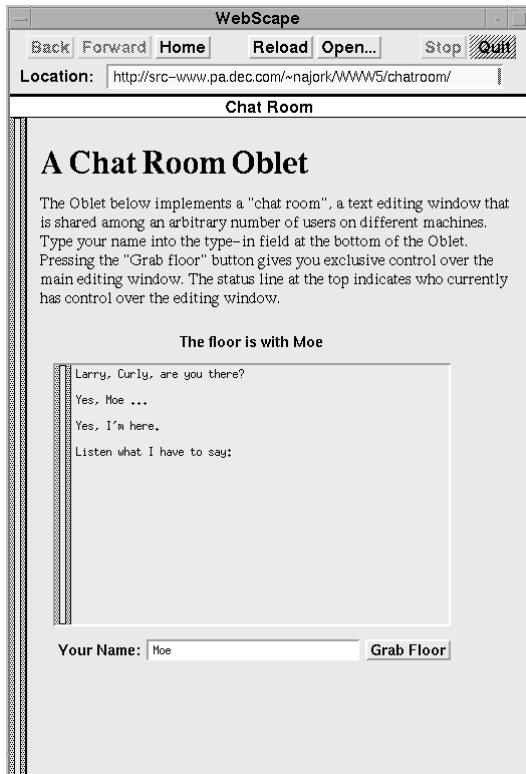 WebScape
Back Forward Home Reload Open... Stop Quit
Location: http://src-www.pa.dec.com/~najork/WWW5/chatroom/
Chat Room
A Chat Room Oblet
The Oblet below implements a "chat room", a text editing window that
is shared among an arbitrary number of users on different machines.
Type your name into the type-in field at the bottom of the Oblet.
Pressing the "Grab floor" button gives you exclusive control over the
main editing window. The status line at the top indicates who currently
has control over the editing window.
The floor is with Moe
Larry, Curly, are you there?
Yes, Moe ...
Yes, I'm here.
Listen what I have to say:
Your Name: Moe Grab Floor